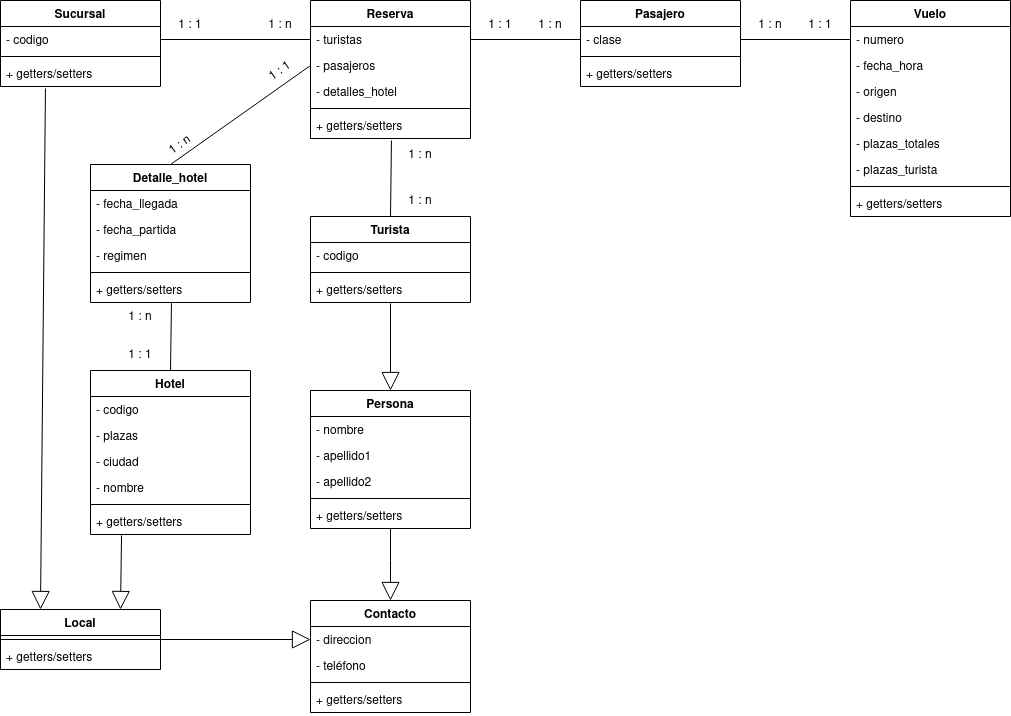 Sucursal
- codigo
+ getters/setters
1 : 1
1 : n
Reserva
- turistas
- pasajeros
- detalles_hotel
+ getters/setters
1 : 1
1 : n
Pasajero
- clase
+ getters/setters
1 : n
1 : 1
Vuelo
- numero
- fecha_hora
- origen
- destino
- plazas_totales
- plazas_turista
+ getters/setters
1 : 1
1 : n
Detalle_hotel
- fecha_llegada
- fecha_partida
- regimen
+ getters/setters
1 : n
1 : n
Turista
- codigo
+ getters/setters
1 : n
1 : 1
Hotel
- codigo
- plazas
- ciudad
- nombre
+ getters/setters
Persona
- nombre
- apellido1
- apellido2
+ getters/setters
Local
+ getters/setters
Contacto
- direccion
- teléfono
+ getters/setters